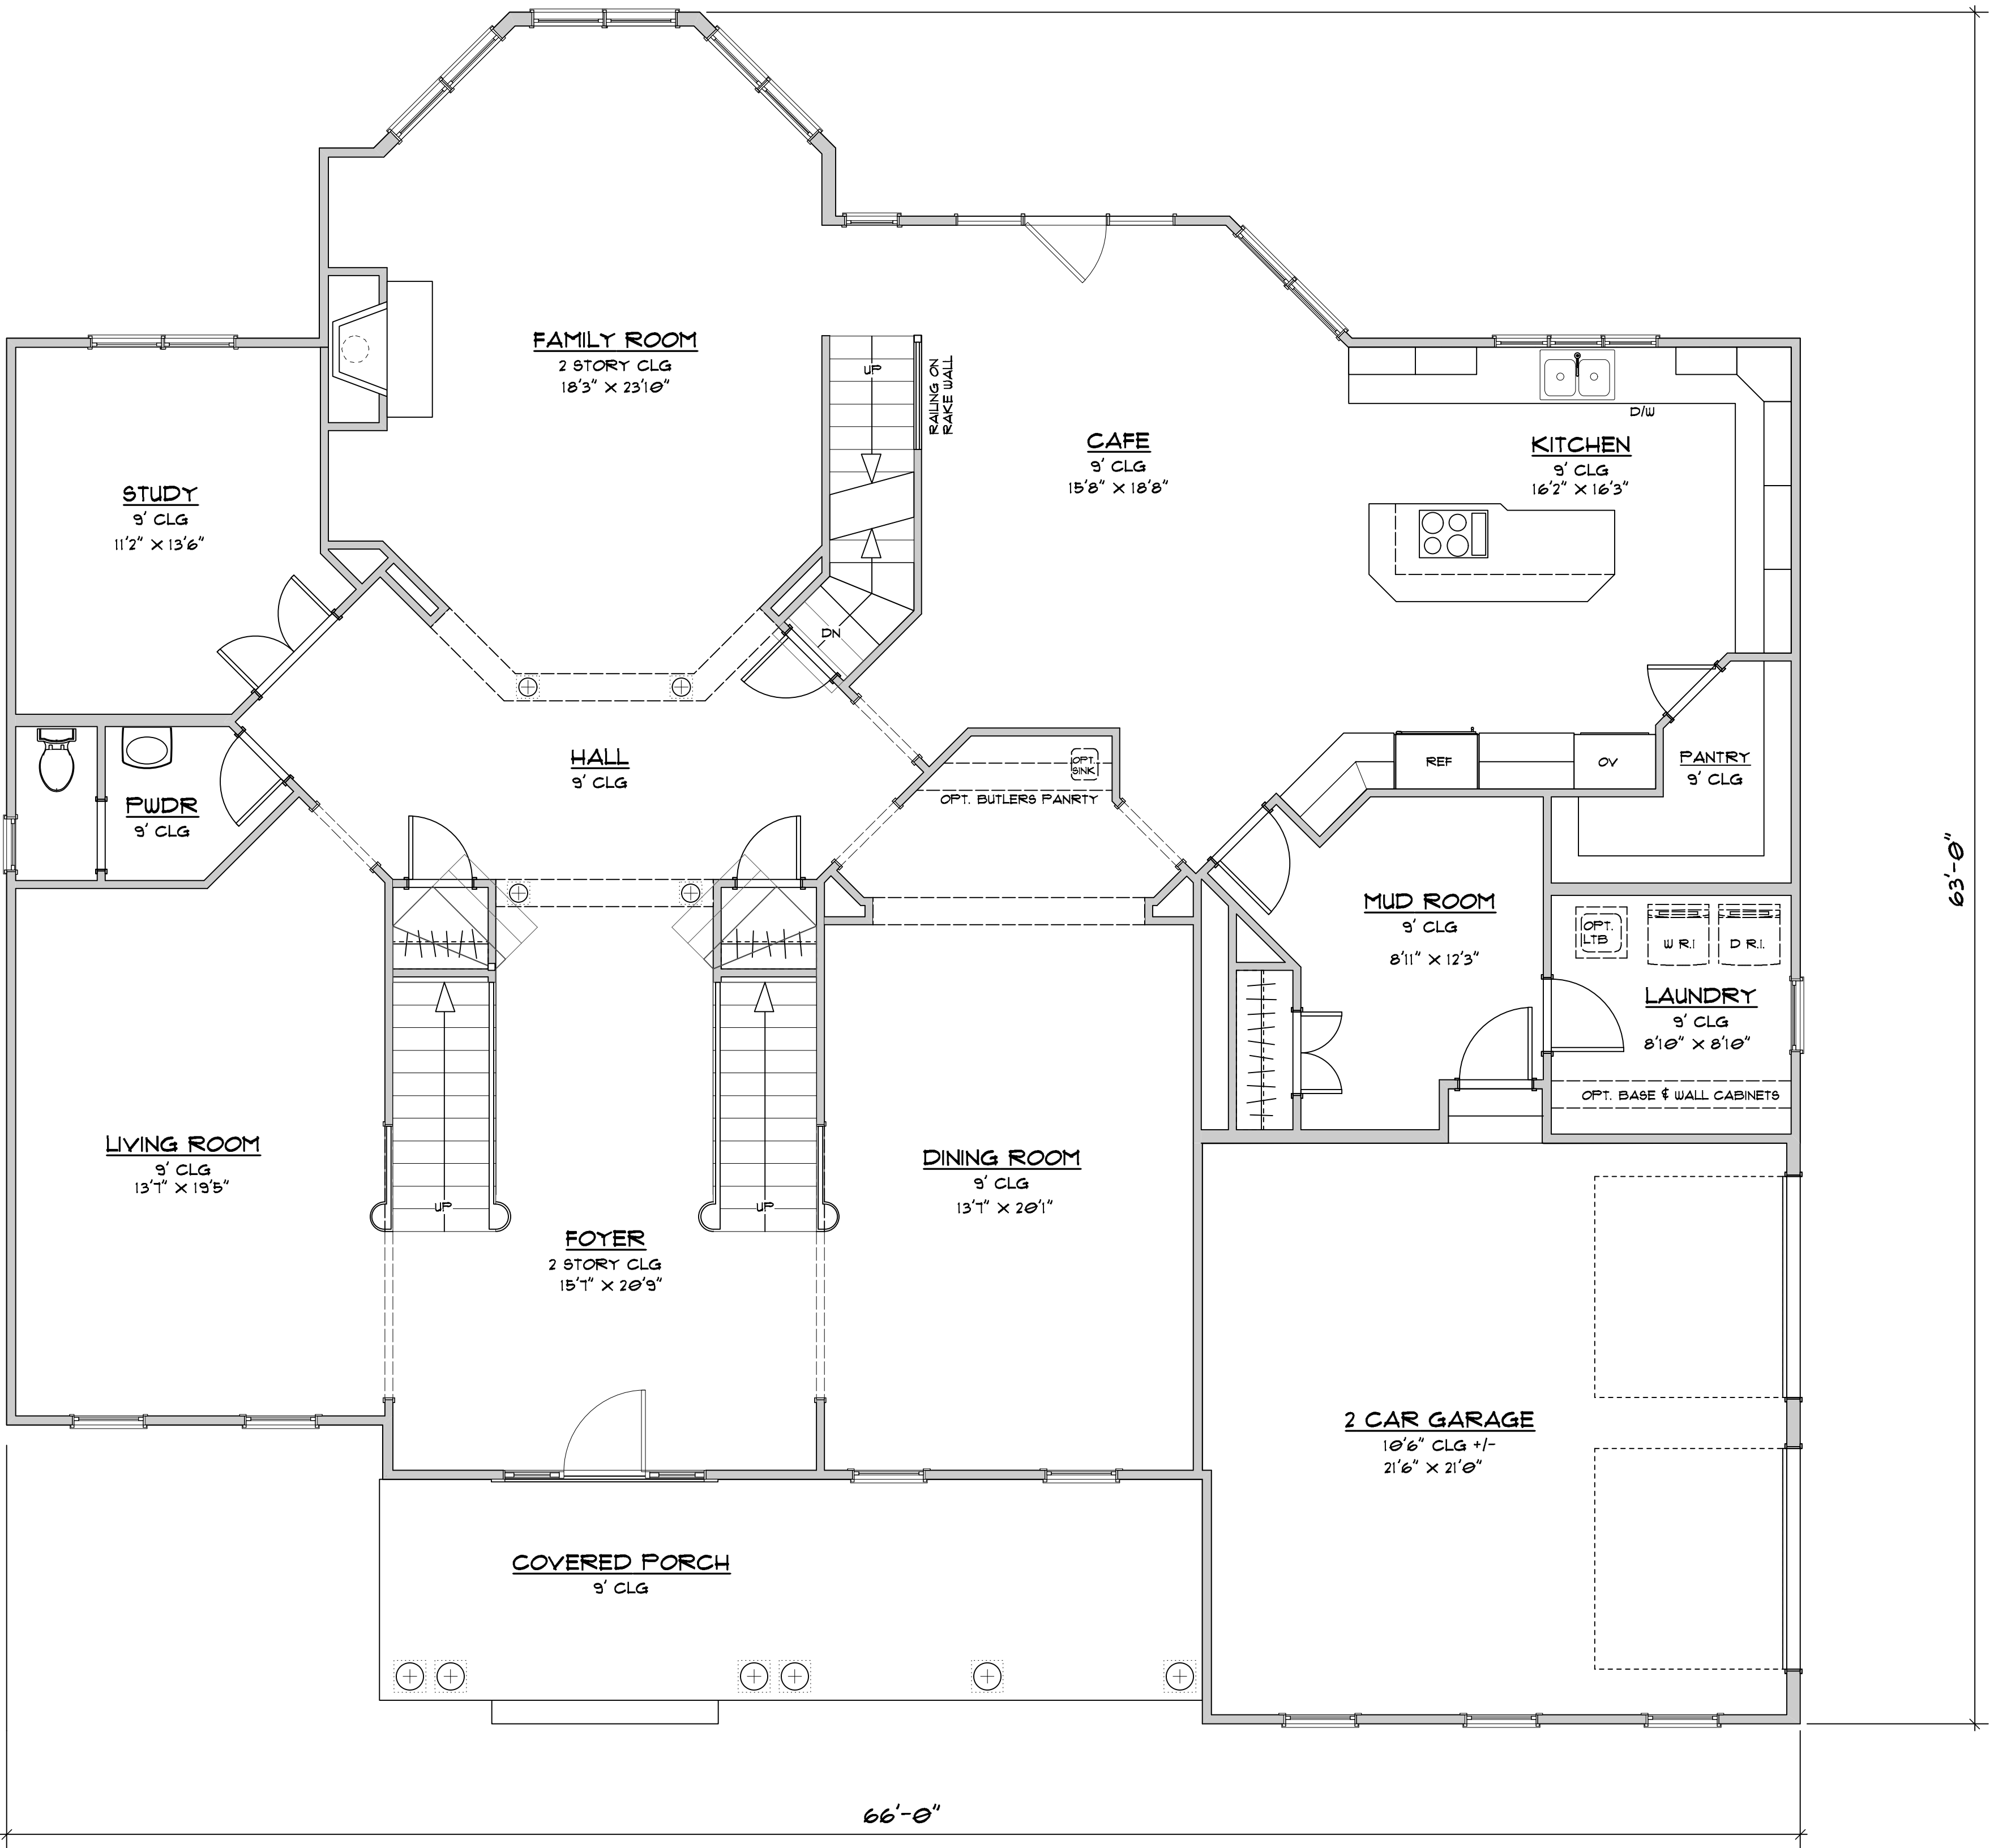 FAMILY ROOM
2 STORY CLG
18'3" X 23'10"
UP
RAILING ON
RAKE WALL
CAFE
9' CLG
15'8" X 18'8"
D/W
KITCHEN
9' CLG
16'2" X 16'3"
STUDY
9' CLG
11'2" X 13'6"
DN
HALL
9' CLG
OPT.
SINK
OPT. BUTLERS PANRTY
REF
OV
PANTRY
9' CLG
PWDR
9' CLG
MUD ROOM
9' CLG
8'11" X 12'3"
OPT.
LTB
W R.I
D R.I.
LAUNDRY
9' CLG
8'10" X 8'10"
OPT. BASE & WALL CABINETS
63'-0"
LIVING ROOM
9' CLG
13'7" X 19'5"
UP
UP
DINING ROOM
9' CLG
13'7" X 20'1"
FOYER
2 STORY CLG
15'7" X 20'9"
2 CAR GARAGE
10'6" CLG +/-
21'6" X 21'0"
COVERED PORCH
9' CLG
66'-0"